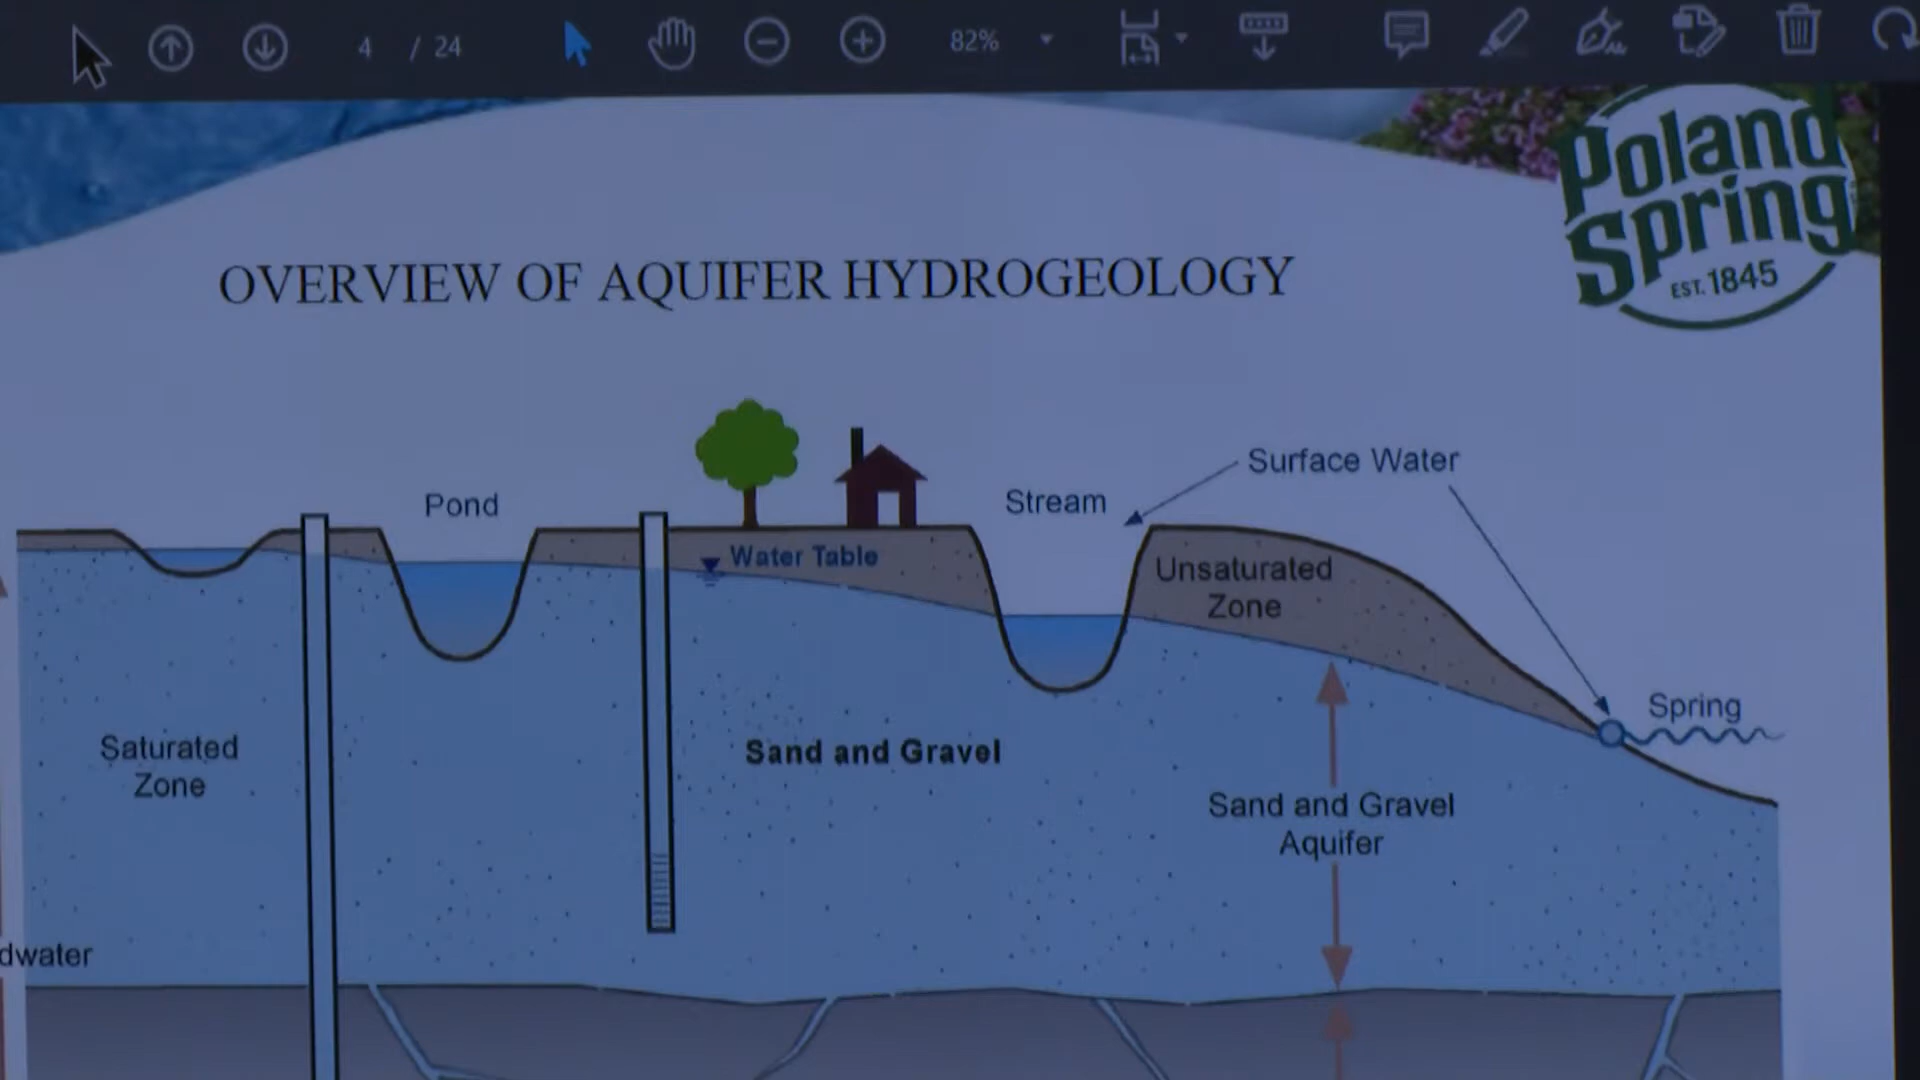 4 / 24
82%
Poland
Spring
EST. 1845
OVERVIEW OF AQUIFER HYDROGEOLOGY
Surface Water
Pond
Stream
Water Table
Unsaturated
Zone
Spring
Saturated
Zone
Sand and Gravel
Sand and Gravel
Aquifer
dwater